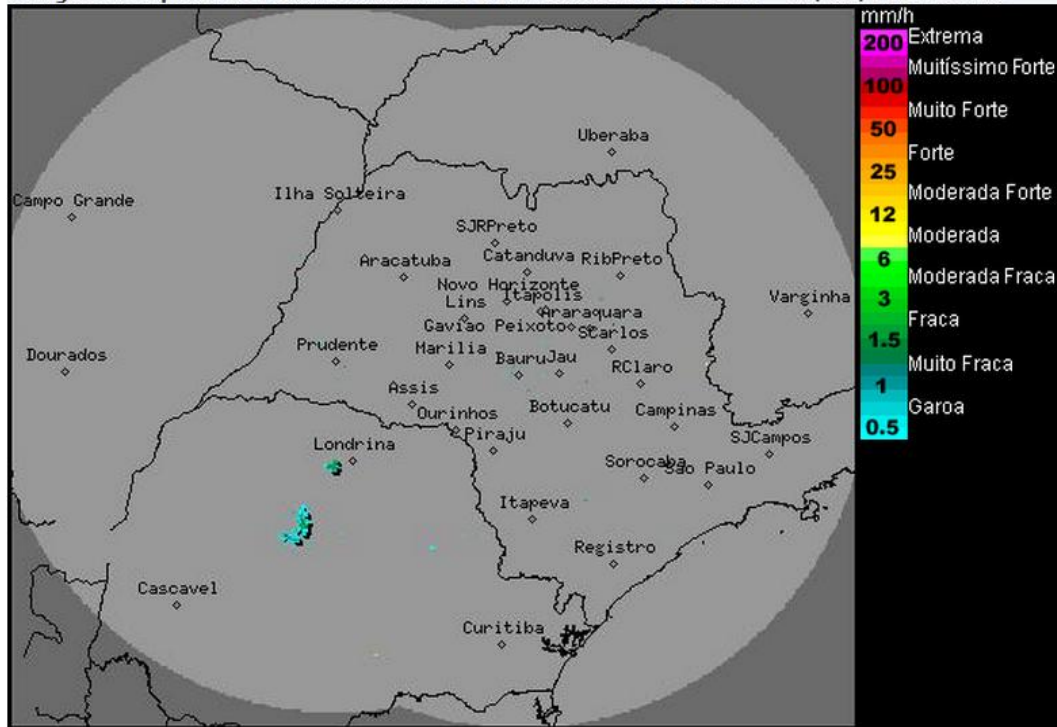 mm/h
200 Extrema
Muitíssimo Forte
100
Muito Forte
50
Forte
25
Moderada Forte
12
Moderada
6
Moderada Fraca
3
Fraca
1.5
Muito Fraca
1
Garoa
0.5
Uberaba
Campo Grande
Ilha Solteira
SJRPreto
Catanduva
Aracatuba
RibPreto
Novo Horizonte
Itapolis
Lins
Araraquara
Varginha
Gaviao Peixoto
SCarlos
Prudente
Marilia
Dourados
Bauru
Jau
RClaro
Assis
Botucatu
Campinas
Ourinhos
Piraju
SJCampos
Londrina
Sorocaba
Sao Paulo
Itapeva
Registro
Cascavel
Curitiba